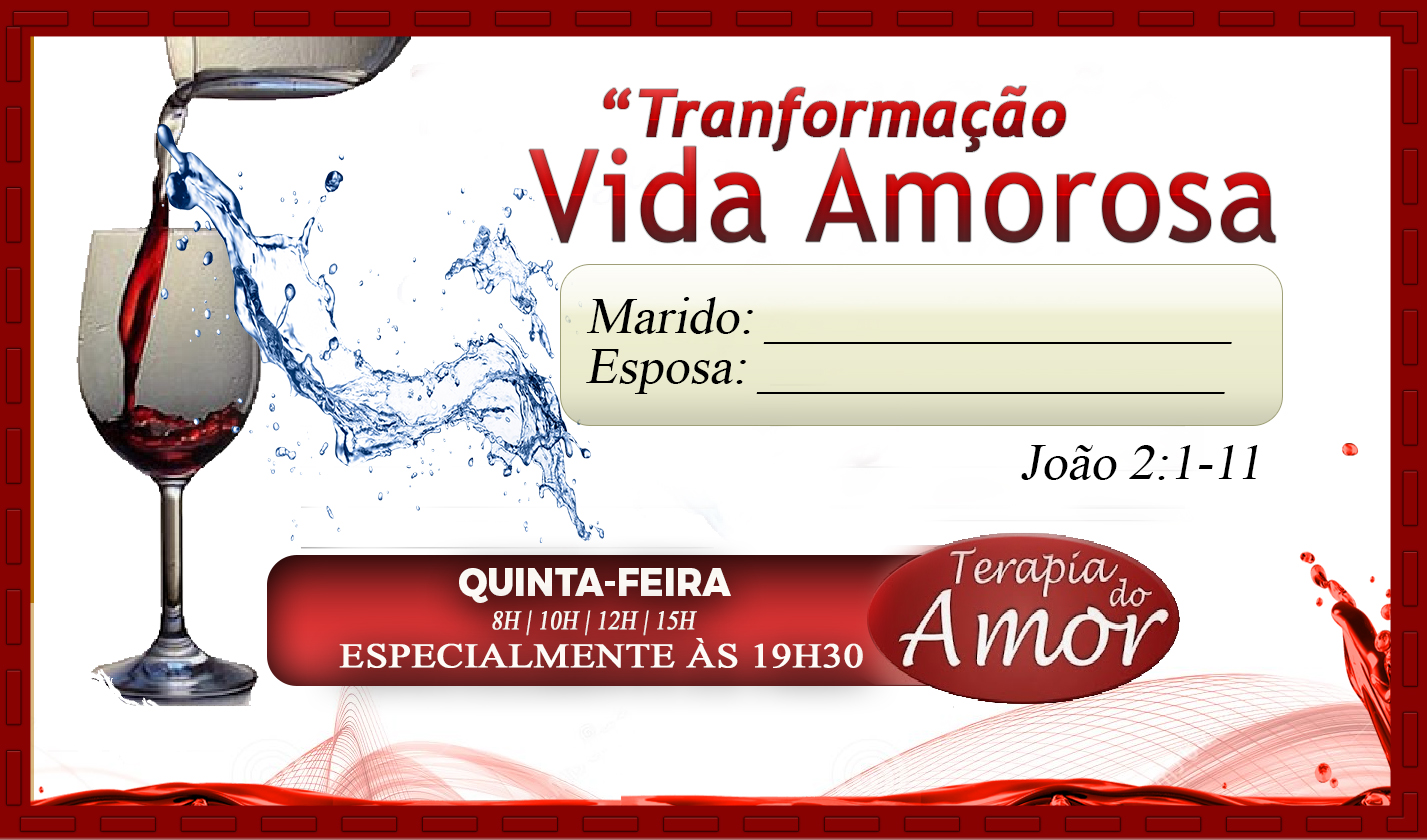 “Tranformação
Vida Amorosa
Marido: ____________________
Esposa: ____________________
João 2:1-11
QUINTA-FEIRA
8H | 10H | 12H | 15H
ESPECIALMENTE ÀS 19H30
Terapia
do
Amor